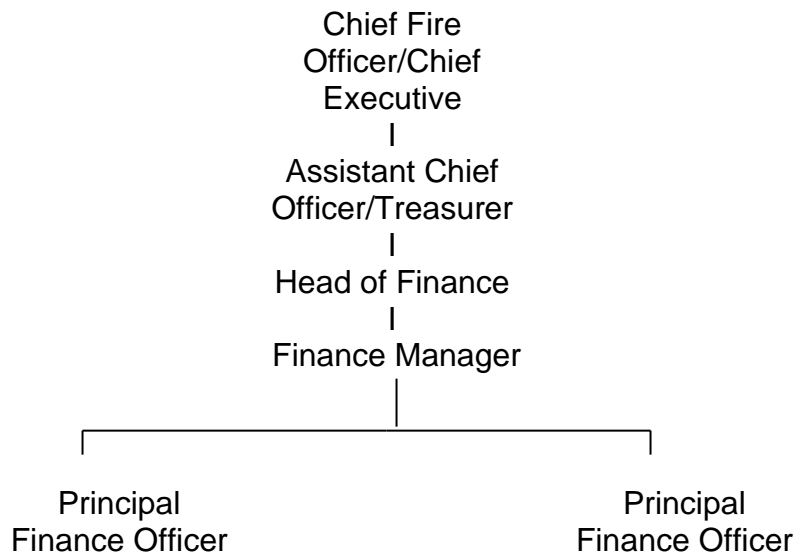 Chief Fire
Officer/Chief
Executive
I
Assistant Chief
Officer/Treasurer
I
Head of Finance
I
Finance Manager
Principal
Finance Officer
Principal
Finance Officer